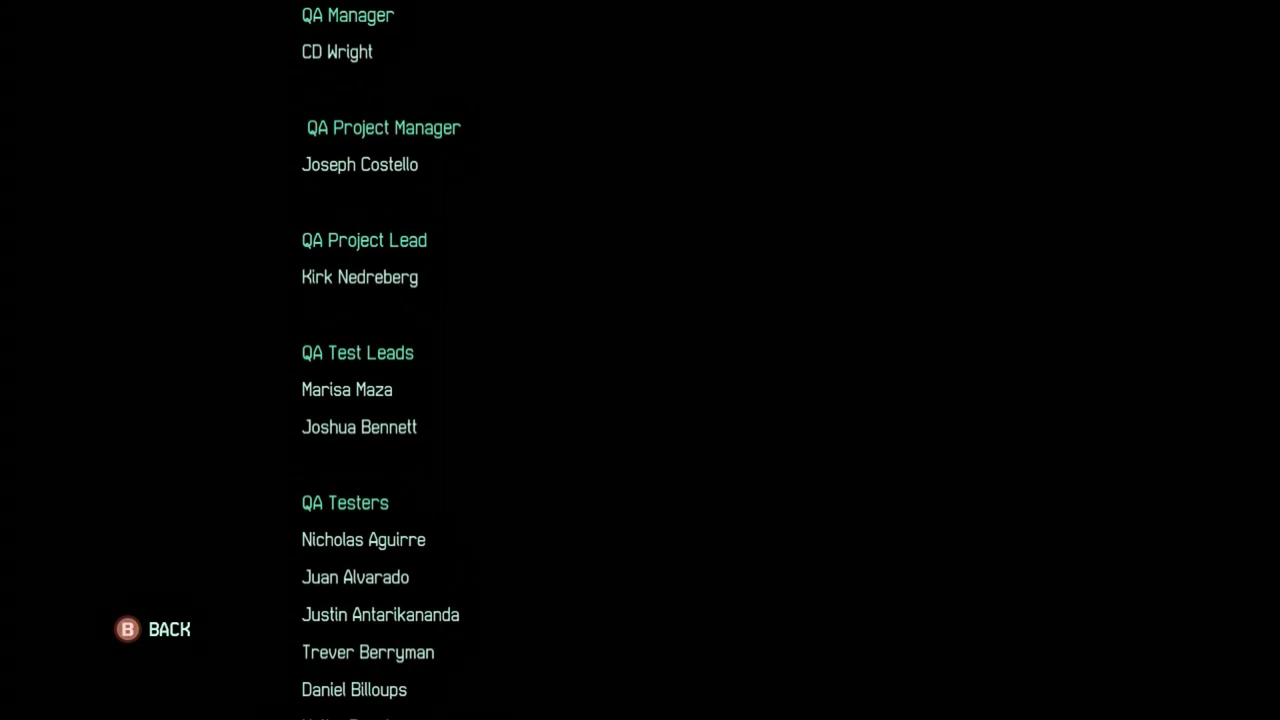 QA Manager
CD Wright
QA Project Manager
Joseph Costello
QA Project Lead
Kirk Nedreberg
QA Test Leads
Marisa Maza
Joshua Bennett
QA Testers
Nicholas Aguirre
Juan Alvarado
Justin Antarikananda
Trever Berryman
Daniel Billoups
B BACK